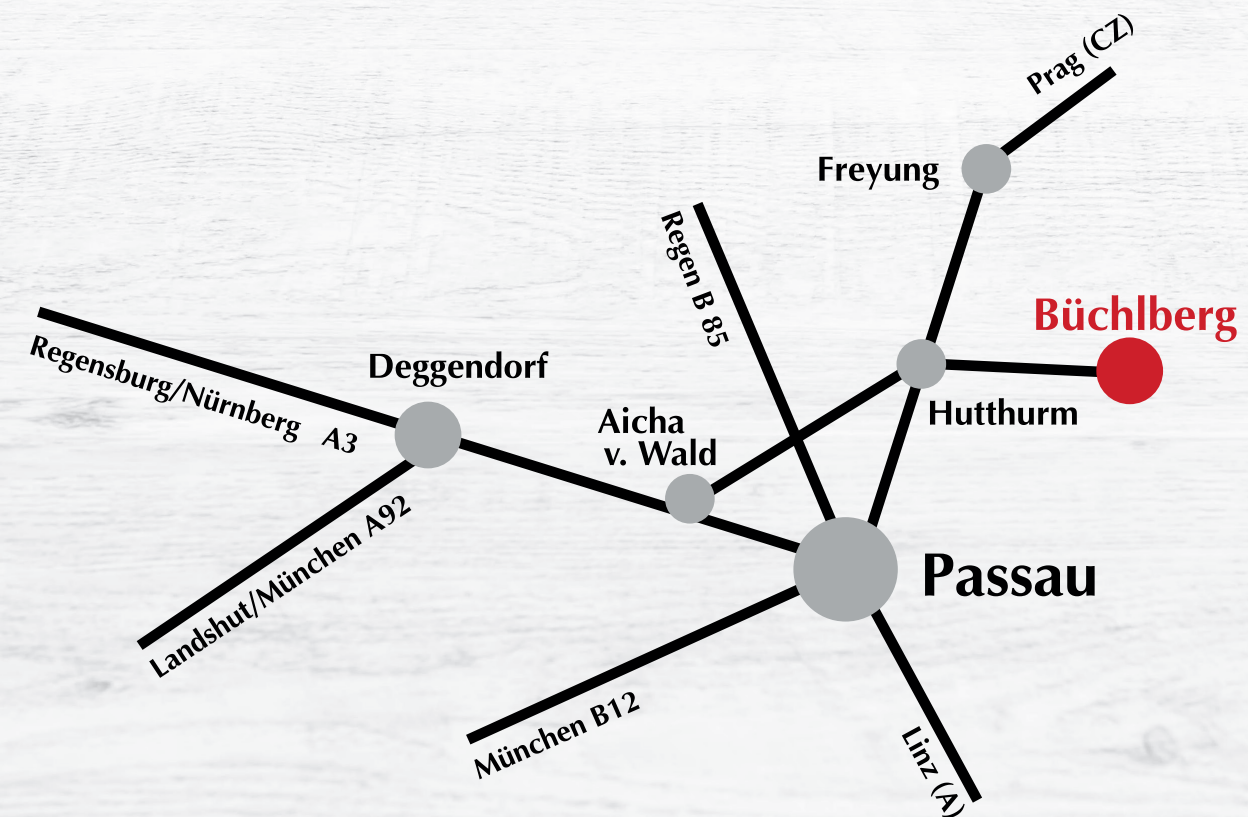 Prag (CZ)
Freyung
Regen B 85
Büchlberg
Regensburg/Nürnberg A3
Deggendorf
Aicha
v. Wald
Hutthurm
Landshut/München A92
Passau
München B12
Linz (A)